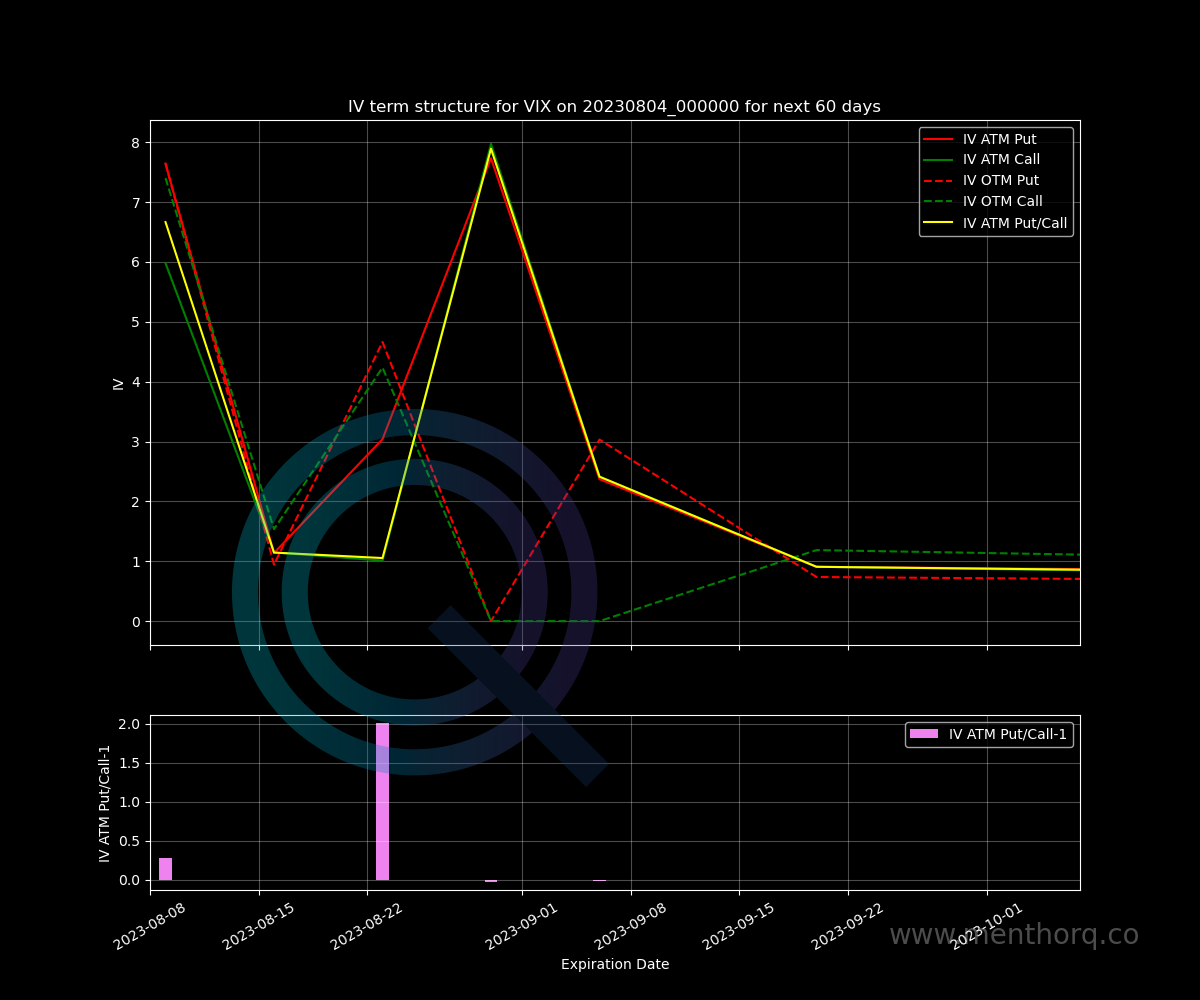 IV term structure for VIX on 20230804_000000 for next 60 days
IV ATM Put
IV ATM Call
IV OTM Put
IV OTM Call
IV ATM Put/Call
8
7
6
5
4
3
2
1
0
IV
IV ATM Put/Call-1
2.0
1.5
1.0
0.5
0.0
IV ATM Put/Call-1
2023-08-08
2023-08-15
2023-08-22
2023-09-01
2023-09-08
2023-09-15
2023-09-22
2023-10-01
Expiration Date
www.menthorq.co